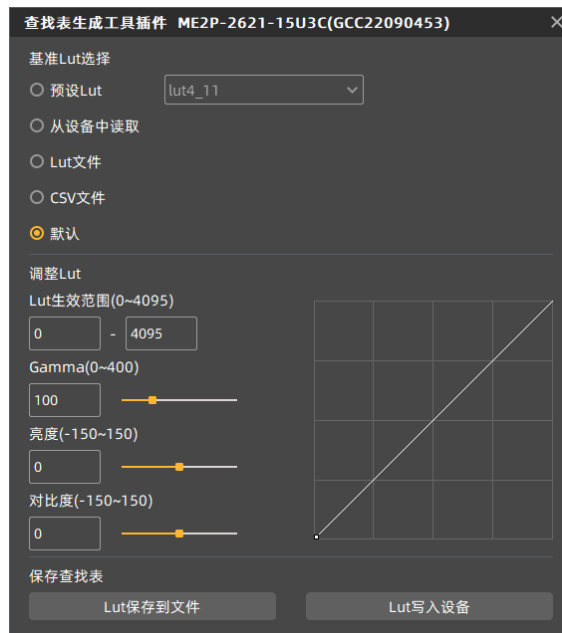 查找表生成工具插件 ME2P-2621-15U3C(GCC22090453)
基准Lut选择
预设Lut lut4_11
从设备中读取
Lut文件
CSV文件
默认
调整Lut
Lut生效范围(0~4095)
0 - 4095
Gamma(0~400)
100
亮度(-150~150)
0
对比度(-150~150)
0
保存查找表
Lut保存到文件 Lut写入设备